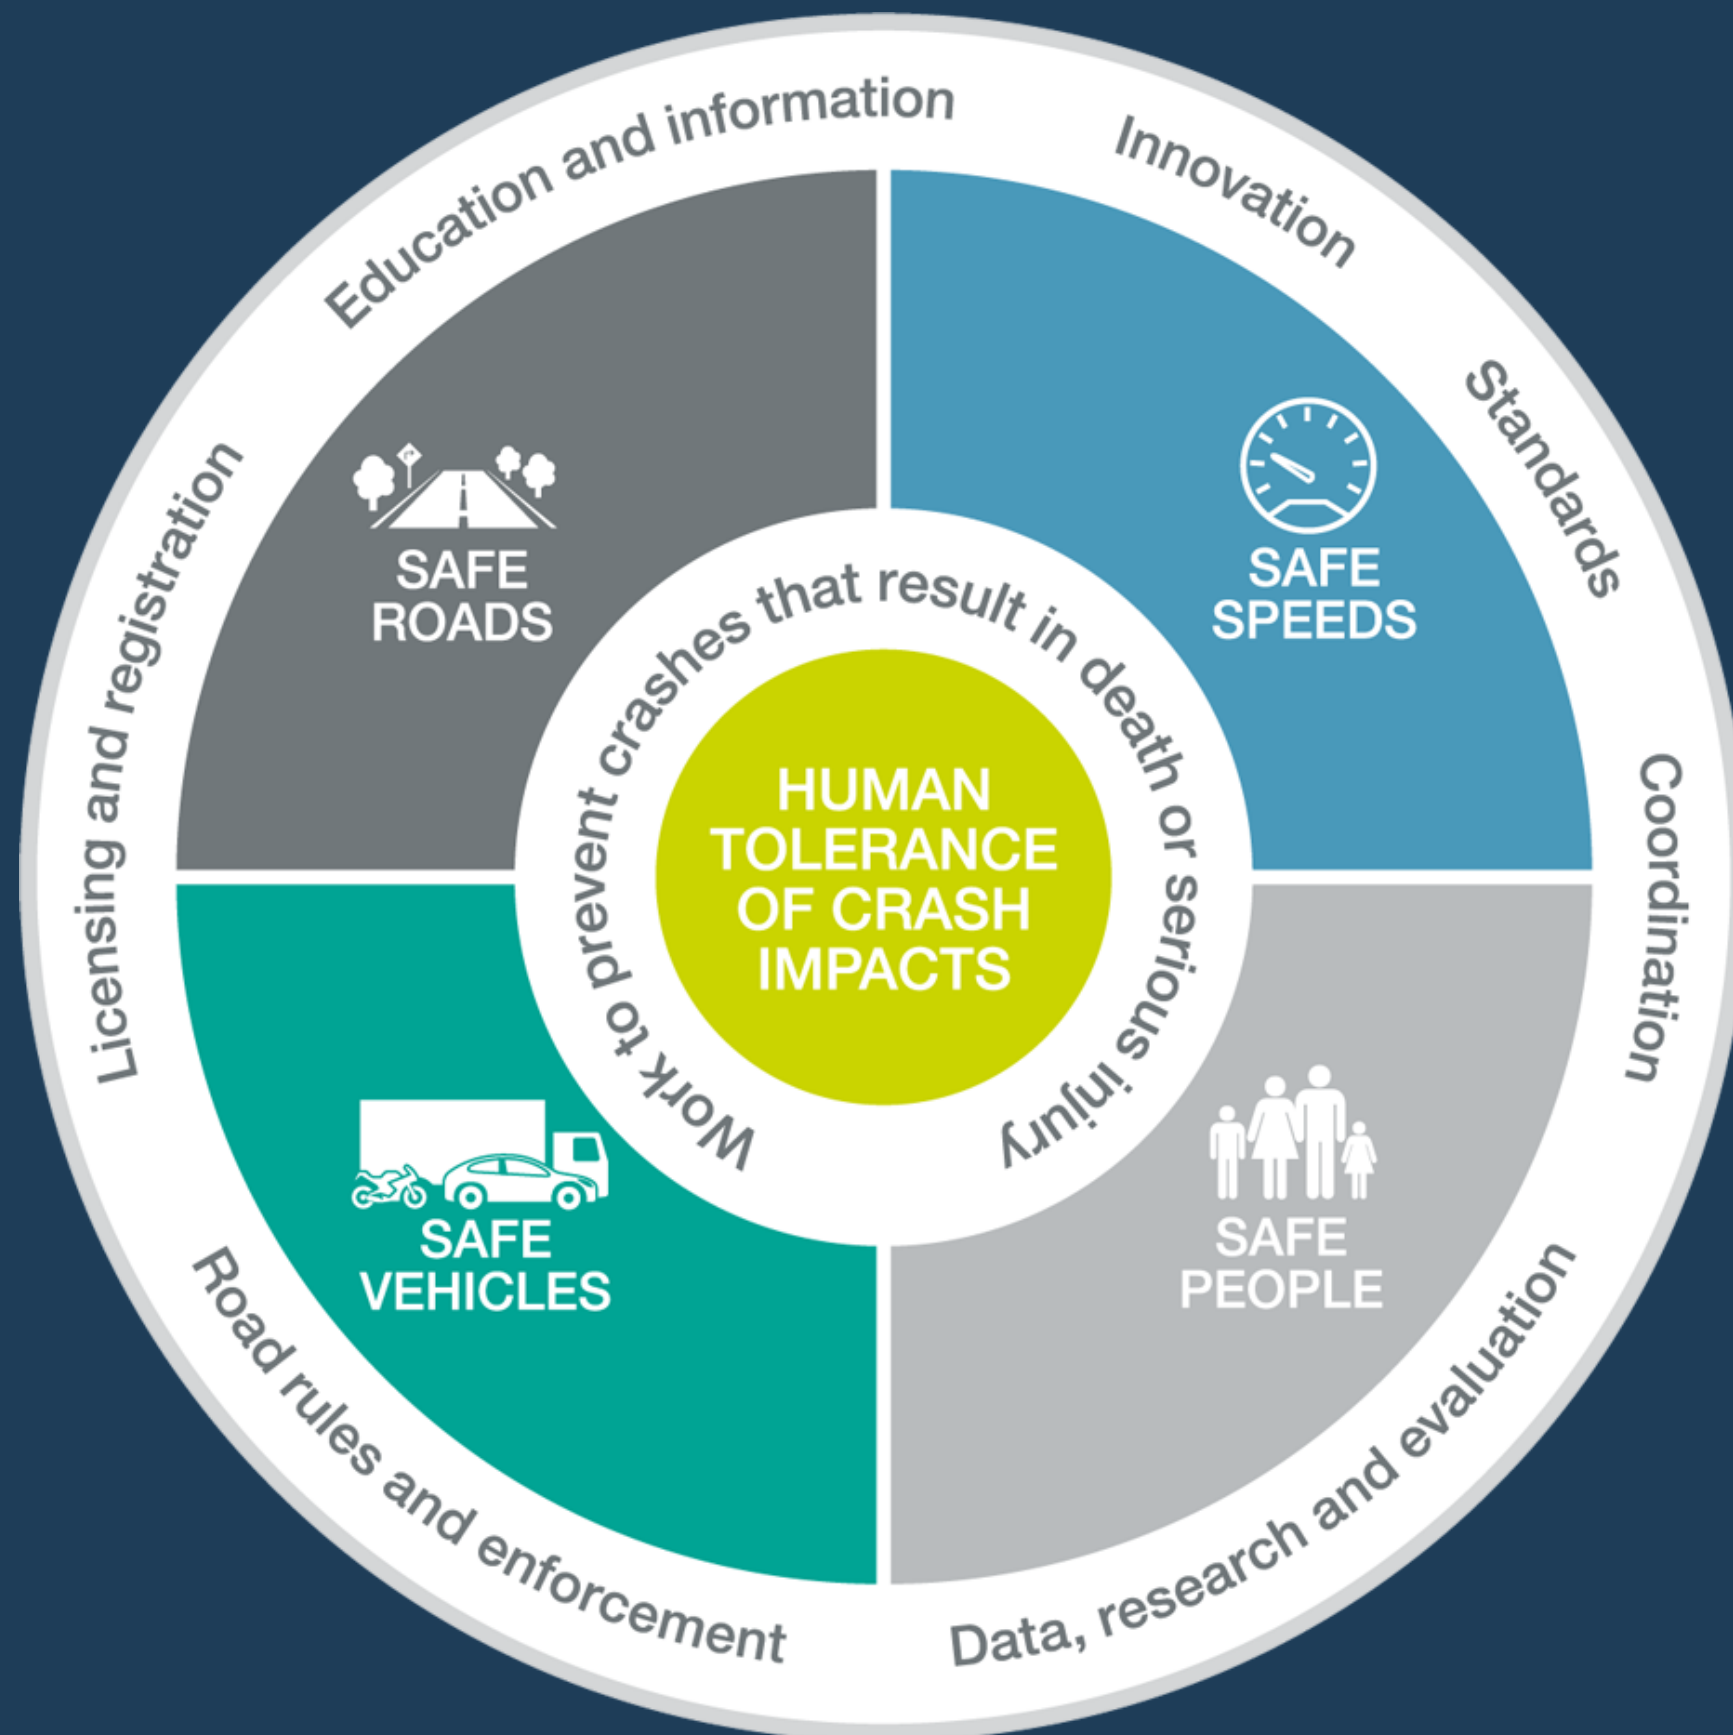 Education and information
Innovation
Standards
Coordination
Data, research and evaluation
Road rules and enforcement
Licensing and registration
SAFE
ROADS
SAFE
SPEEDS
SAFE
PEOPLE
SAFE
VEHICLES
Work to prevent crashes that result in death or serious injury
HUMAN
TOLERANCE
OF CRASH
IMPACTS